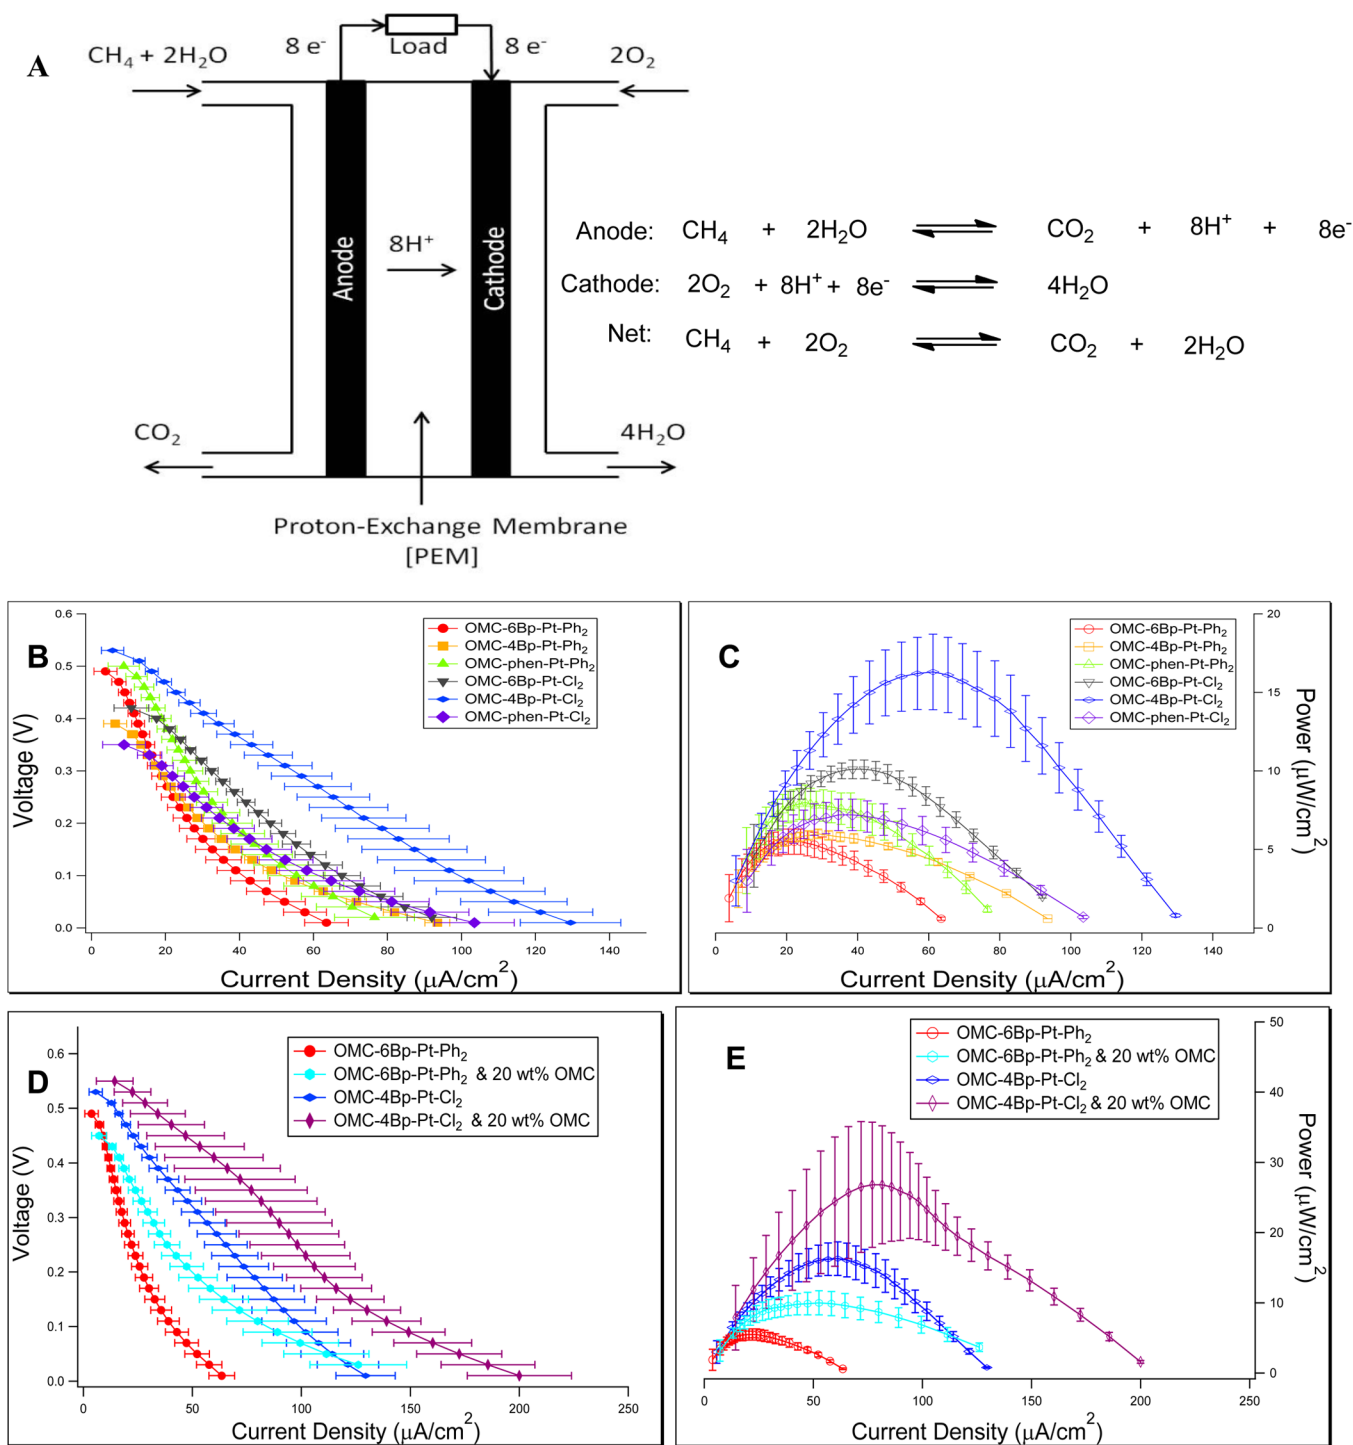 A
CH₄ + 2H₂O
8 e⁻
Load
8 e⁻
2O₂
Anode
8H⁺
Cathode
CO₂
4H₂O
Proton-Exchange Membrane
[PEM]
Anode: CH₄ + 2H₂O ⇌ CO₂ + 8H⁺ + 8e⁻
Cathode: 2O₂ + 8H⁺ + 8e⁻ ⇌ 4H₂O
Net: CH₄ + 2O₂ ⇌ CO₂ + 2H₂O
B
OMC-6Bp-Pt-Ph₂
OMC-4Bp-Pt-Ph₂
OMC-phen-Pt-Ph₂
OMC-6Bp-Pt-Cl₂
OMC-4Bp-Pt-Cl₂
OMC-phen-Pt-Cl₂
Voltage (V)
0.6
0.5
0.4
0.3
0.2
0.1
0.0
0 20 40 60 80 100 120 140
Current Density (μA/cm²)
C
OMC-6Bp-Pt-Ph₂
OMC-4Bp-Pt-Ph₂
OMC-phen-Pt-Ph₂
OMC-6Bp-Pt-Cl₂
OMC-4Bp-Pt-Cl₂
OMC-phen-Pt-Cl₂
20
15
10
5
0
Power (μW/cm²)
0 20 40 60 80 100 120 140
Current Density (μA/cm²)
D
OMC-6Bp-Pt-Ph₂
OMC-6Bp-Pt-Ph₂ & 20 wt% OMC
OMC-4Bp-Pt-Cl₂
OMC-4Bp-Pt-Cl₂ & 20 wt% OMC
Voltage (V)
0.6
0.5
0.4
0.3
0.2
0.1
0.0
0 50 100 150 200 250
Current Density (μA/cm²)
E
OMC-6Bp-Pt-Ph₂
OMC-6Bp-Pt-Ph₂ & 20 wt% OMC
OMC-4Bp-Pt-Cl₂
OMC-4Bp-Pt-Cl₂ & 20 wt% OMC
50
40
30
20
10
0
Power (μW/cm²)
0 50 100 150 200 250
Current Density (μA/cm²)